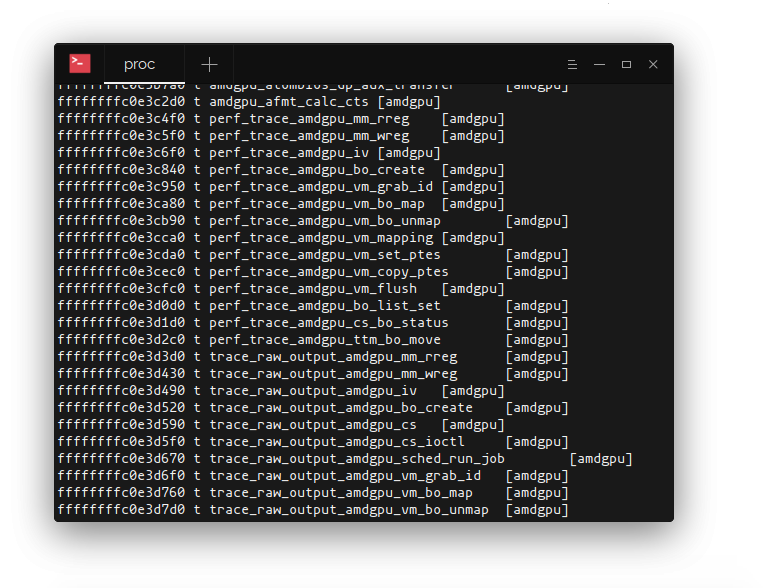 >_ proc
ffffffffc0e3b7a0 t amdgpu_atombios_dp_aux_transfer [amdgpu]
ffffffffc0e3c2d0 t amdgpu_afmt_calc_cts [amdgpu]
ffffffffc0e3c4f0 t perf_trace_amdgpu_mm_rreg [amdgpu]
ffffffffc0e3c5f0 t perf_trace_amdgpu_mm_wreg [amdgpu]
ffffffffc0e3c6f0 t perf_trace_amdgpu_iv [amdgpu]
ffffffffc0e3c840 t perf_trace_amdgpu_bo_create [amdgpu]
ffffffffc0e3c950 t perf_trace_amdgpu_vm_grab_id [amdgpu]
ffffffffc0e3ca80 t perf_trace_amdgpu_vm_bo_map [amdgpu]
ffffffffc0e3cb90 t perf_trace_amdgpu_vm_bo_unmap [amdgpu]
ffffffffc0e3cca0 t perf_trace_amdgpu_vm_mapping [amdgpu]
ffffffffc0e3cda0 t perf_trace_amdgpu_vm_set_ptes [amdgpu]
ffffffffc0e3cec0 t perf_trace_amdgpu_vm_copy_ptes [amdgpu]
ffffffffc0e3cfc0 t perf_trace_amdgpu_vm_flush [amdgpu]
ffffffffc0e3d0d0 t perf_trace_amdgpu_bo_list_set [amdgpu]
ffffffffc0e3d1d0 t perf_trace_amdgpu_cs_bo_status [amdgpu]
ffffffffc0e3d2c0 t perf_trace_amdgpu_ttm_bo_move [amdgpu]
ffffffffc0e3d3d0 t trace_raw_output_amdgpu_mm_rreg [amdgpu]
ffffffffc0e3d430 t trace_raw_output_amdgpu_mm_wreg [amdgpu]
ffffffffc0e3d490 t trace_raw_output_amdgpu_iv [amdgpu]
ffffffffc0e3d520 t trace_raw_output_amdgpu_bo_create [amdgpu]
ffffffffc0e3d590 t trace_raw_output_amdgpu_cs [amdgpu]
ffffffffc0e3d5f0 t trace_raw_output_amdgpu_cs_ioctl [amdgpu]
ffffffffc0e3d670 t trace_raw_output_amdgpu_sched_run_job [amdgpu]
ffffffffc0e3d6f0 t trace_raw_output_amdgpu_vm_grab_id [amdgpu]
ffffffffc0e3d760 t trace_raw_output_amdgpu_vm_bo_map [amdgpu]
ffffffffc0e3d7d0 t trace_raw_output_amdgpu_vm_bo_unmap [amdgpu]